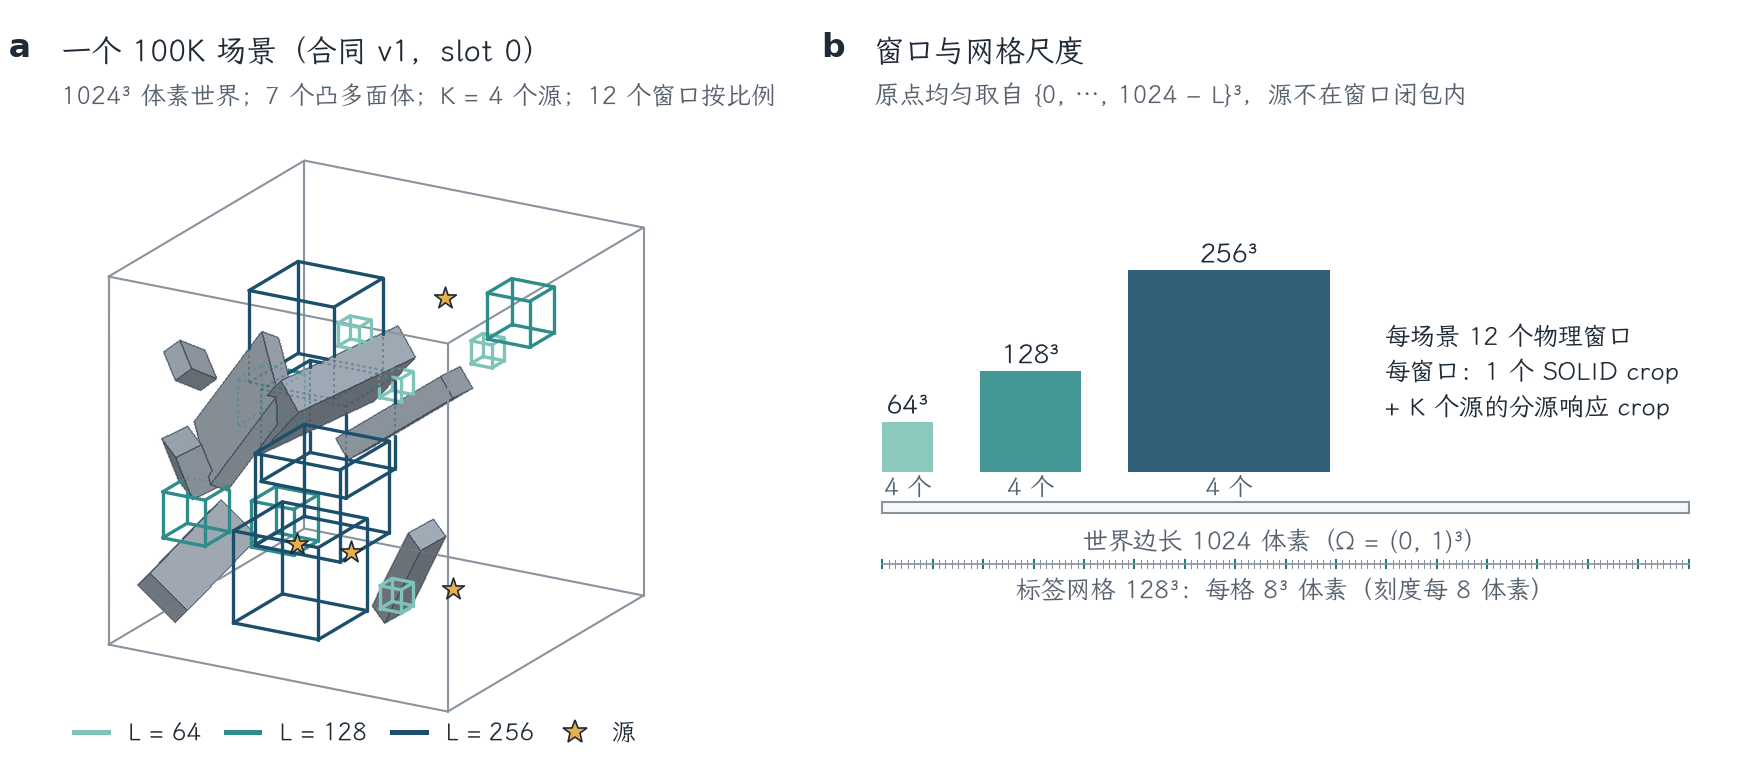 a 一个 100K 场景（合同 v1，slot 0）
1024³ 体素世界；7 个凸多面体；K = 4 个源；12 个窗口按比例
L = 64 L = 128 L = 256 源
b 窗口与网格尺度
原点均匀取自 {0, ⋯, 1024 − L}³，源不在窗口闭包内
256³
128³
64³
每场景 12 个物理窗口
每窗口：1 个 SOLID crop
+ K 个源的分源响应 crop
4 个 4 个 4 个
世界边长 1024 体素（Ω = (0, 1)³）
标签网格 128³：每格 8³ 体素（刻度每 8 体素）